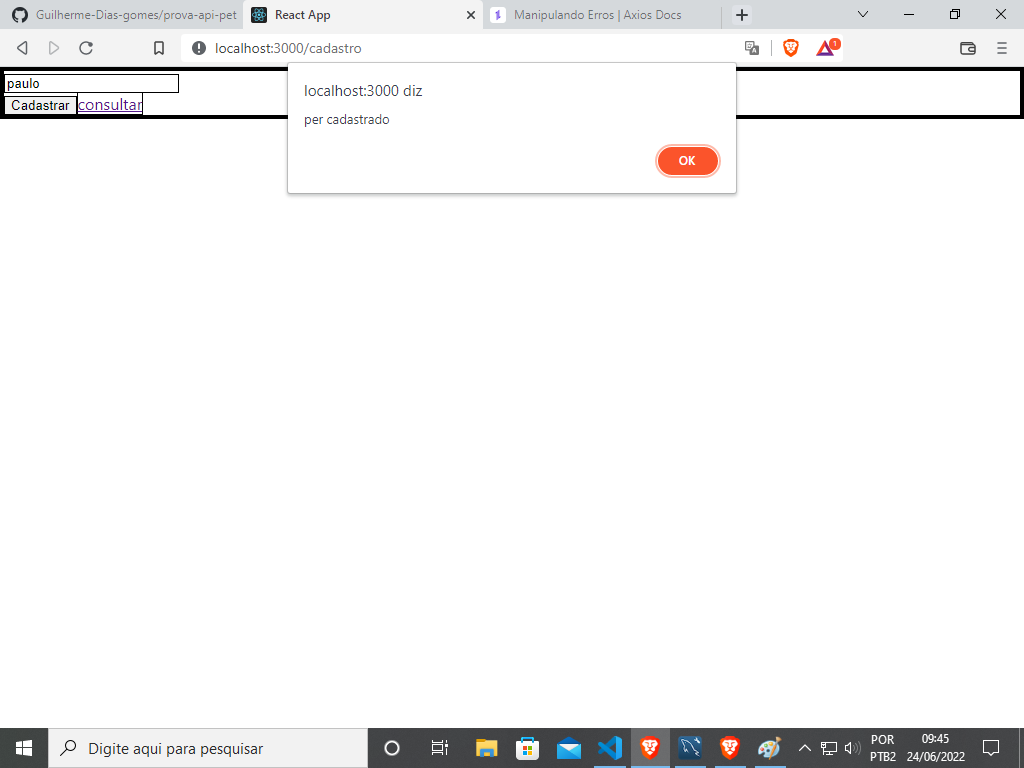 Guilherme-Dias-gomes/prova-api-pet
React App
Manipulando Erros | Axios Docs
localhost:3000/cadastro
1
paulo
Cadastrar
consultar
localhost:3000 diz
per cadastrado
OK
Digite aqui para pesquisar
POR
PTB2
09:45
24/06/2022